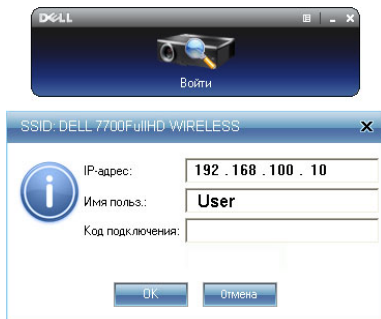 DELL
Войти
SSID: DELL 7700FullHD WIRELESS
IP-адрес: 192 . 168 . 100 . 10
Имя польз.: User
Код подключения:
OK Отмена